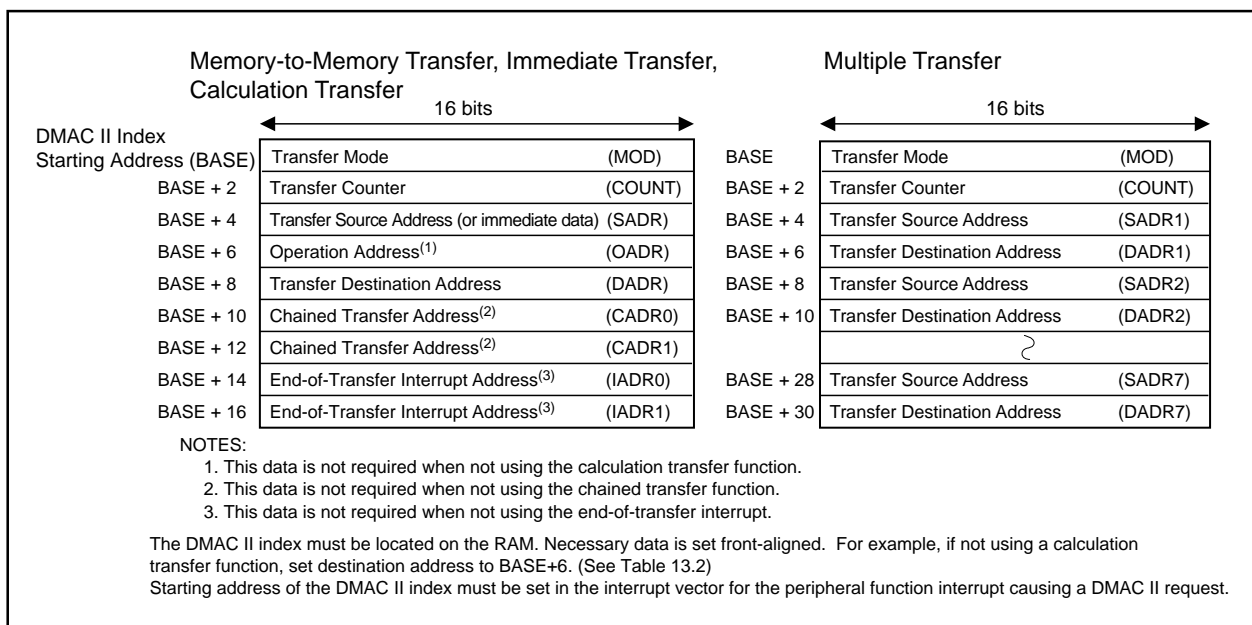 Memory-to-Memory Transfer, Immediate Transfer,
Calculation Transfer
16 bits
DMAC II Index
Starting Address (BASE) Transfer Mode (MOD)
BASE + 2 Transfer Counter (COUNT)
BASE + 4 Transfer Source Address (or immediate data) (SADR)
BASE + 6 Operation Address(1) (OADR)
BASE + 8 Transfer Destination Address (DADR)
BASE + 10 Chained Transfer Address(2) (CADR0)
BASE + 12 Chained Transfer Address(2) (CADR1)
BASE + 14 End-of-Transfer Interrupt Address(3) (IADR0)
BASE + 16 End-of-Transfer Interrupt Address(3) (IADR1)
Multiple Transfer
16 bits
BASE Transfer Mode (MOD)
BASE + 2 Transfer Counter (COUNT)
BASE + 4 Transfer Source Address (SADR1)
BASE + 6 Transfer Destination Address (DADR1)
BASE + 8 Transfer Source Address (SADR2)
BASE + 10 Transfer Destination Address (DADR2)
BASE + 28 Transfer Source Address (SADR7)
BASE + 30 Transfer Destination Address (DADR7)
NOTES:
1. This data is not required when not using the calculation transfer function.
2. This data is not required when not using the chained transfer function.
3. This data is not required when not using the end-of-transfer interrupt.
The DMAC II index must be located on the RAM. Necessary data is set front-aligned. For example, if not using a calculation
transfer function, set destination address to BASE+6. (See Table 13.2)
Starting address of the DMAC II index must be set in the interrupt vector for the peripheral function interrupt causing a DMAC II request.